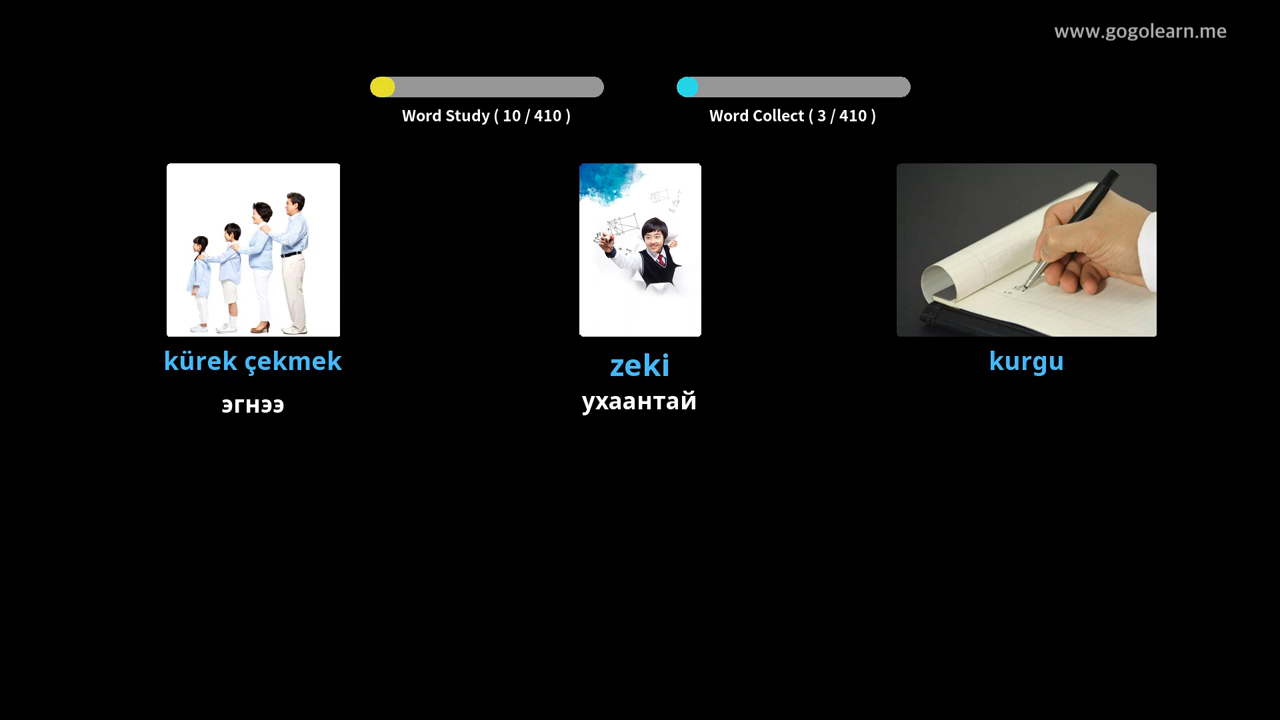 www.gogolearn.me
Word Study ( 10 / 410 )
Word Collect ( 3 / 410 )
kürek çekmek
эгнээ
zeki
ухаантай
kurgu